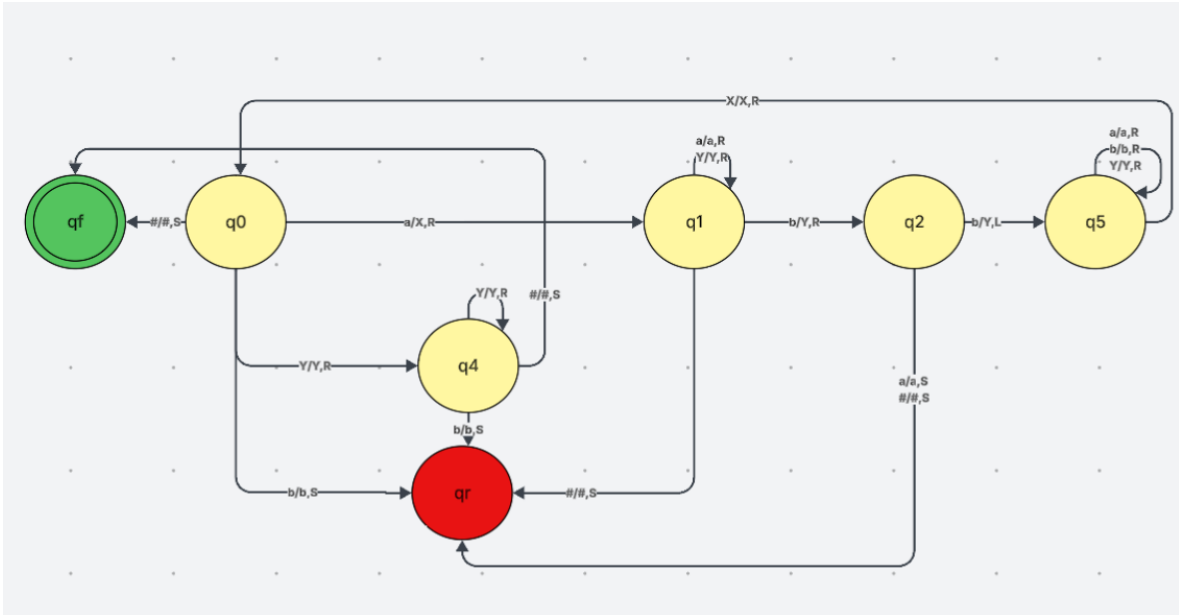 X/X,R
a/a,R
Y/Y,R
a/a,R
b/b,R
Y/Y,R
qf
#/#,S
q0
a/X,R
q1
b/Y,R
q2
b/Y,L
q5
Y/Y,R
#/#,S
Y/Y,R
q4
a/a,S
#/#,S
b/b,S
b/b,S
qr
#/#,S